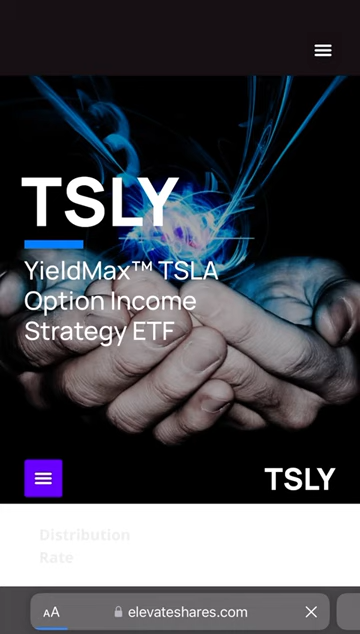 TSLY
YieldMax™ TSLA
Option Income
Strategy ETF
TSLY
Distribution
Rate
AA
elevateshares.com